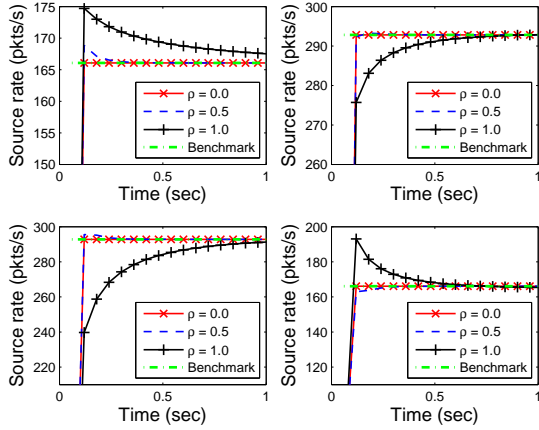 175
170
165
160
155
150
Source rate (pkts/s)
0
0.5
1
Time (sec)
ρ = 0.0
ρ = 0.5
ρ = 1.0
Benchmark
300
290
280
270
260
Source rate (pkts/s)
0
0.5
1
Time (sec)
ρ = 0.0
ρ = 0.5
ρ = 1.0
Benchmark
300
280
260
240
220
Source rate (pkts/s)
0
0.5
1
Time (sec)
ρ = 0.0
ρ = 0.5
ρ = 1.0
Benchmark
200
180
160
140
120
Source rate (pkts/s)
0
0.5
1
Time (sec)
ρ = 0.0
ρ = 0.5
ρ = 1.0
Benchmark